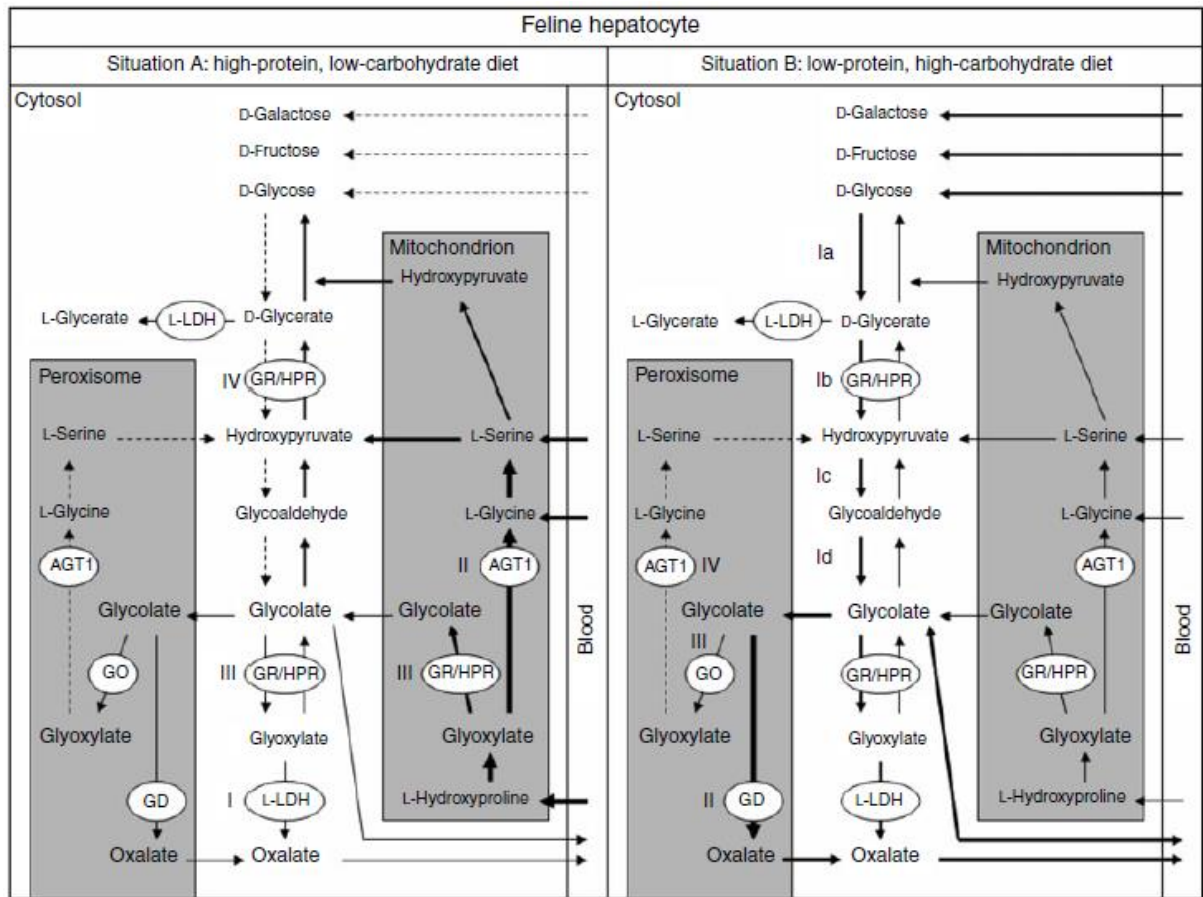 Feline hepatocyte
Situation A: high-protein, low-carbohydrate diet
Cytosol
D-Galactose
D-Fructose
D-Glycose
Mitochondrion
Hydroxypyruvate
L-Glycerate
L-LDH
D-Glycerate
Peroxisome
IV
GR/HPR
L-Serine
Hydroxypyruvate
L-Serine
L-Glycine
Glycoaldehyde
L-Glycine
AGT1
II
AGT1
Glycolate
Glycolate
Glycolate
GO
III
GR/HPR
III
GR/HPR
Glyoxylate
Glyoxylate
Glyoxylate
GD
I
L-LDH
L-Hydroxyproline
Oxalate
Oxalate
Blood
Situation B: low-protein, high-carbohydrate diet
Cytosol
D-Galactose
D-Fructose
D-Glycose
Ia
Mitochondrion
Hydroxypyruvate
L-Glycerate
L-LDH
D-Glycerate
Peroxisome
Ib
GR/HPR
L-Serine
Hydroxypyruvate
L-Serine
Ic
L-Glycine
Glycoaldehyde
L-Glycine
AGT1
IV
Id
AGT1
Glycolate
Glycolate
Glycolate
III
GO
GR/HPR
GR/HPR
Glyoxylate
Glyoxylate
Glyoxylate
II
GD
L-LDH
L-Hydroxyproline
Oxalate
Oxalate
Blood